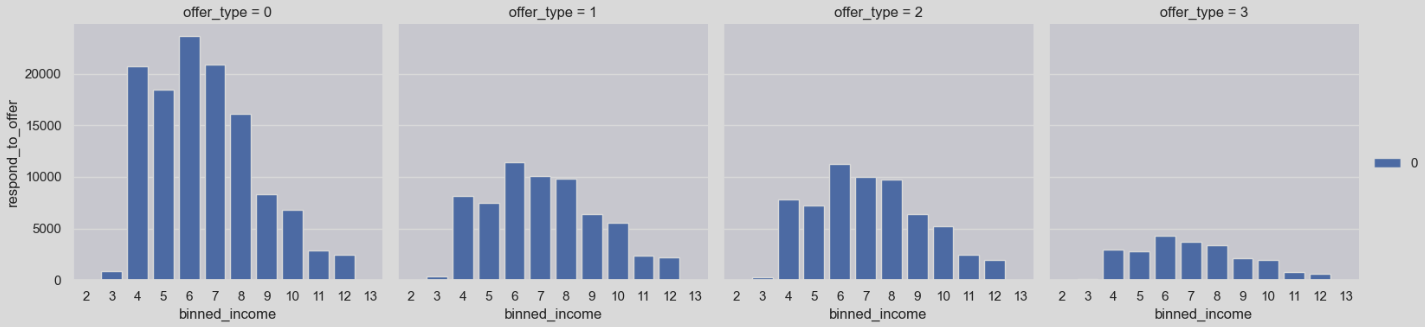 offer_type = 0
offer_type = 1
offer_type = 2
offer_type = 3
respond_to_offer
20000
15000
10000
5000
0
2 3 4 5 6 7 8 9 10 11 12 13
2 3 4 5 6 7 8 9 10 11 12 13
2 3 4 5 6 7 8 9 10 11 12 13
2 3 4 5 6 7 8 9 10 11 12 13
binned_income
binned_income
binned_income
binned_income
0